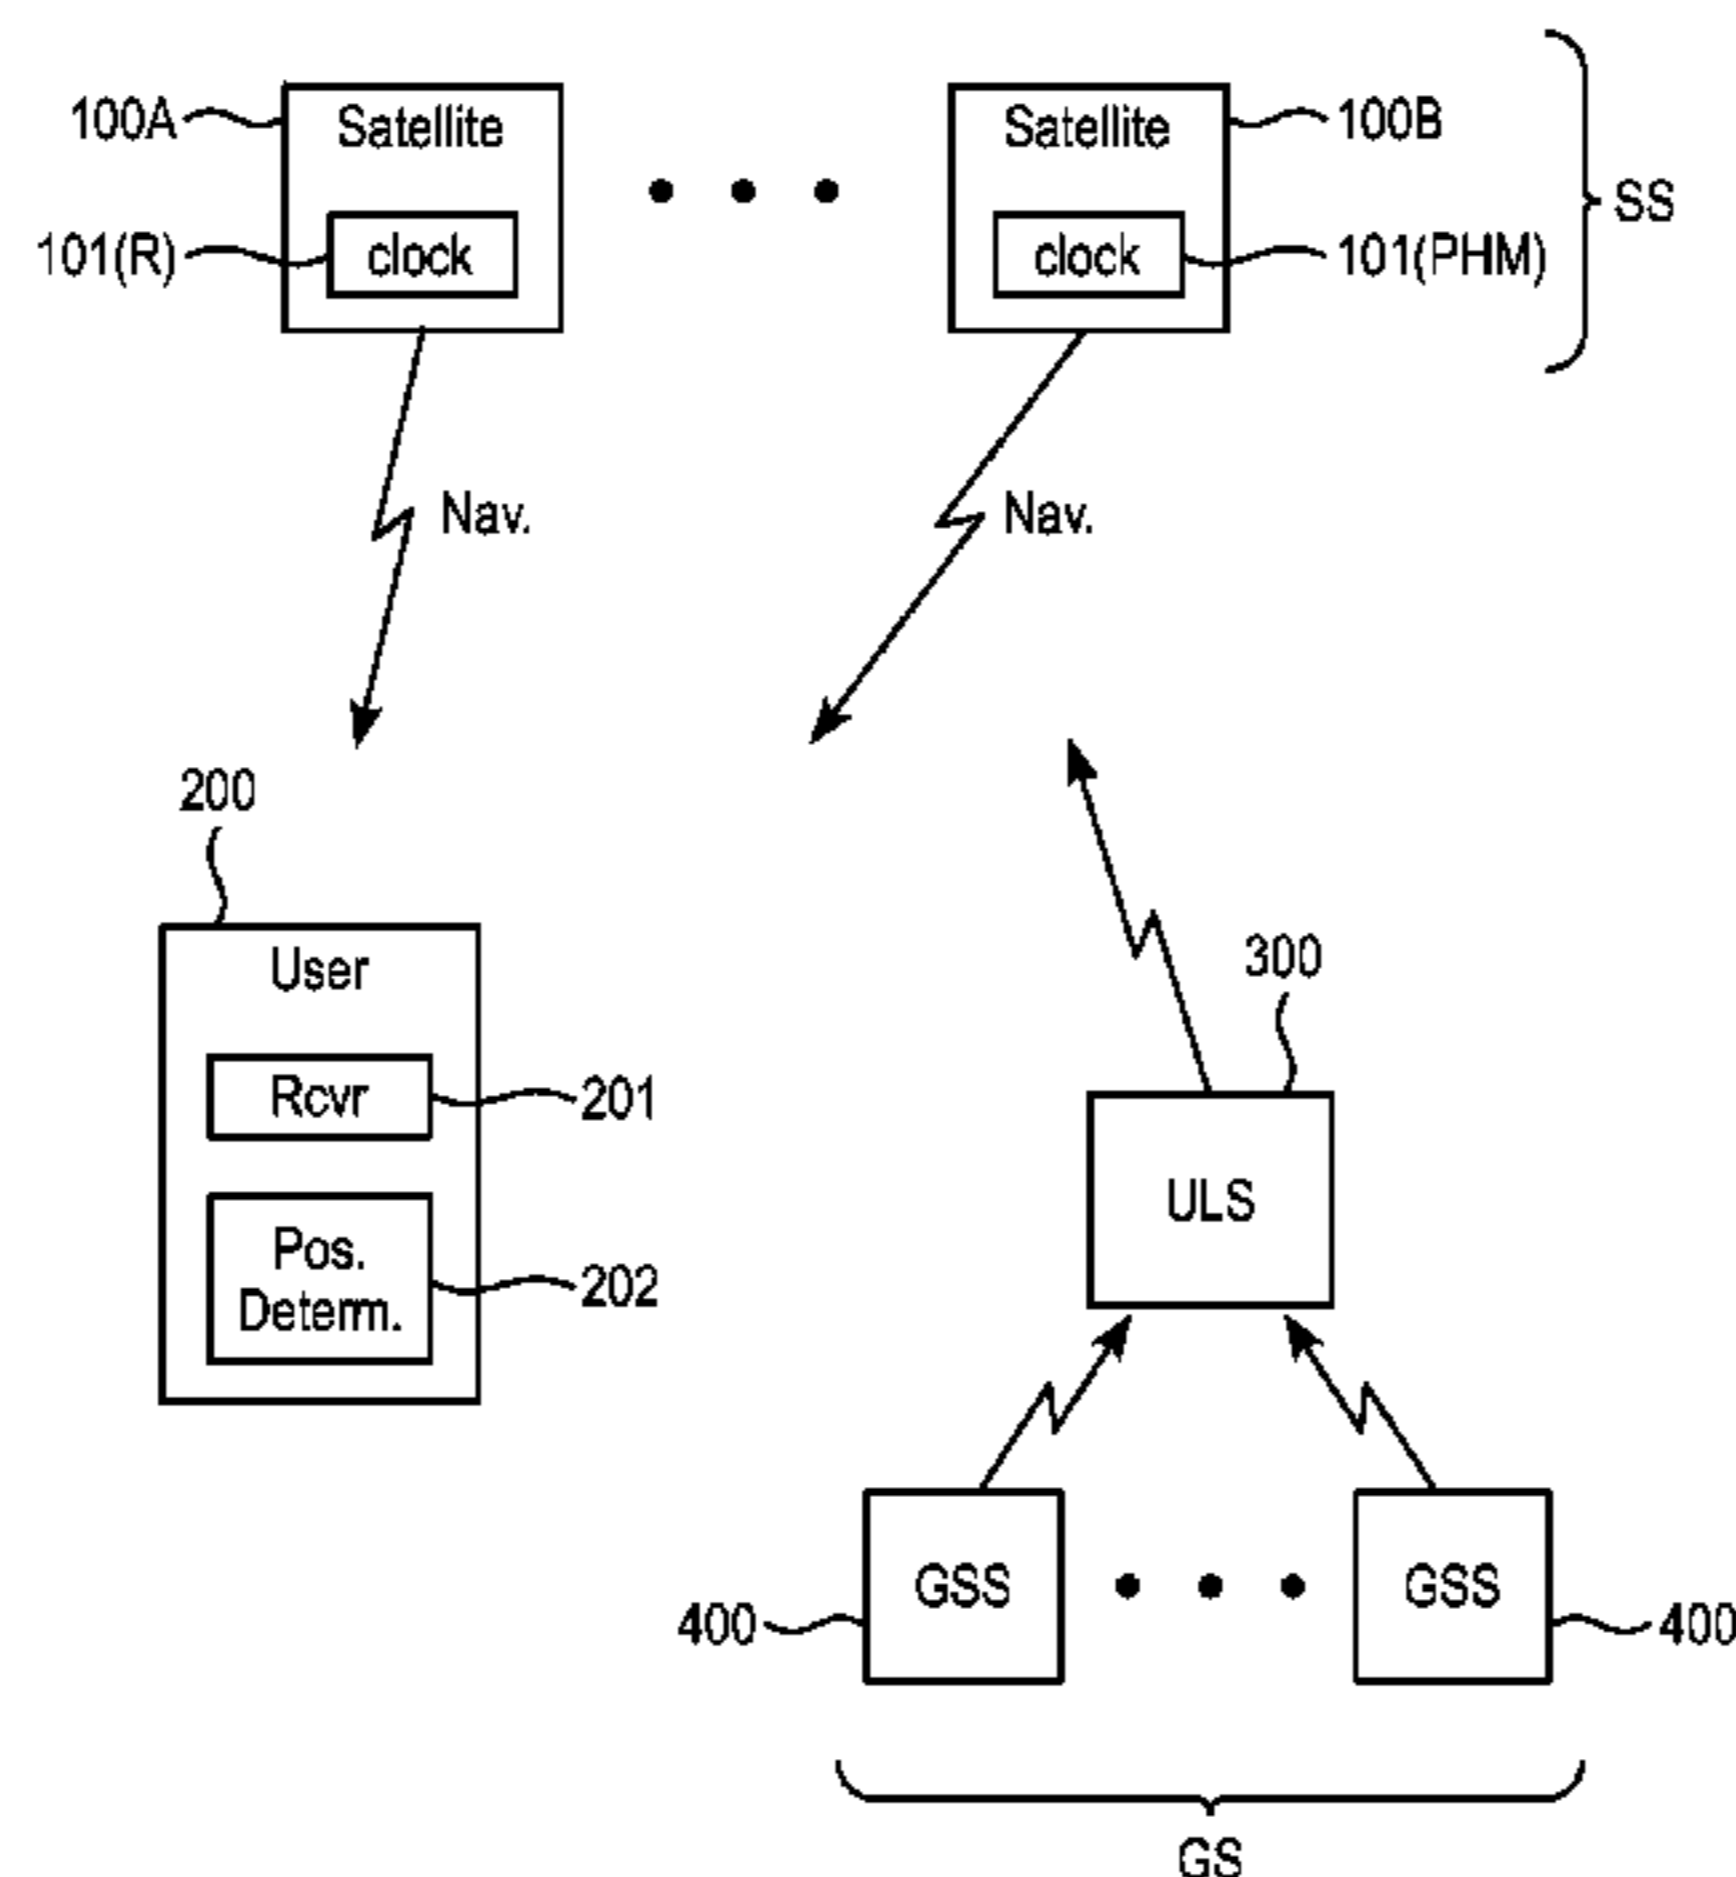 100A
Satellite
Satellite
100B
SS
101(R)
clock
clock
101(PHM)
Nav.
Nav.
200
User
300
Rcvr
201
ULS
Pos.
Determ.
202
GSS
GSS
400
400
GS